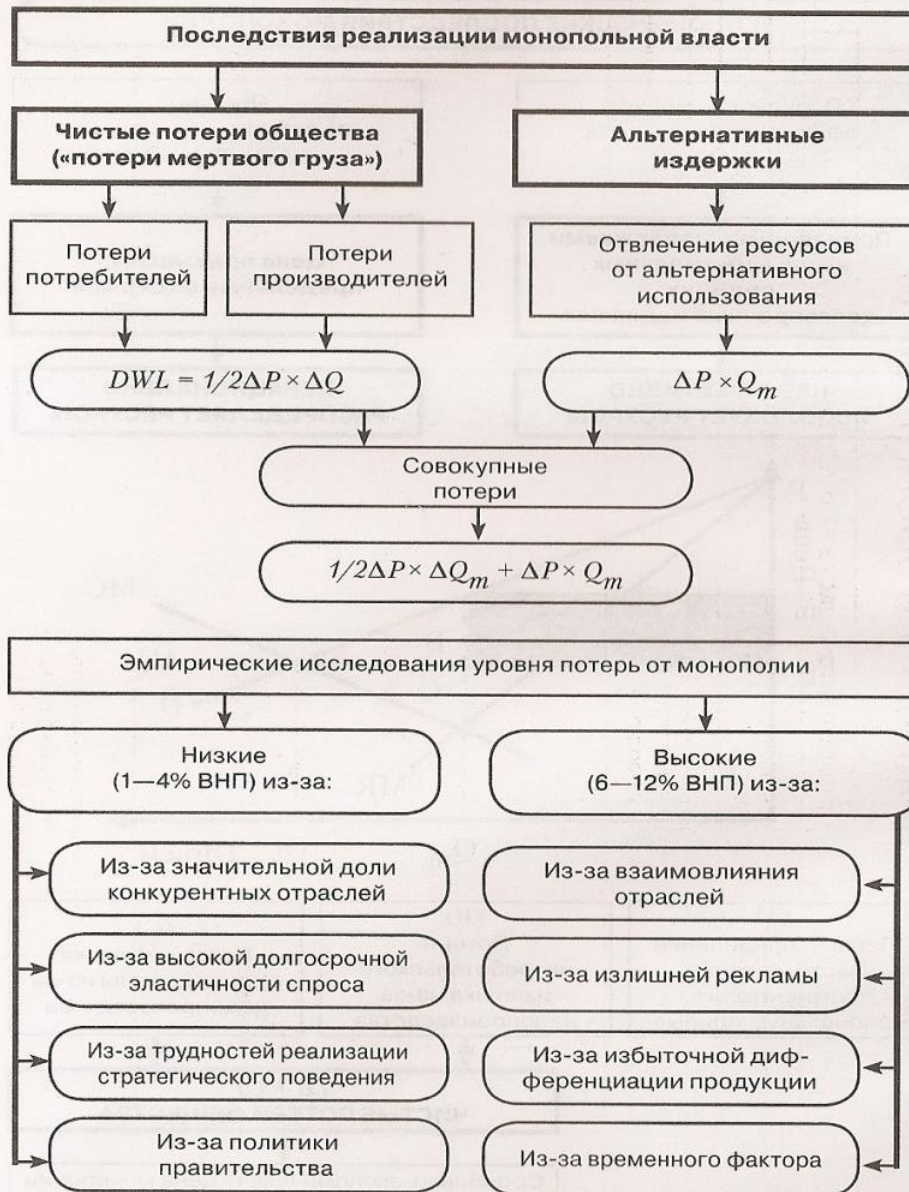 Последствия реализации монопольной власти
Чистые потери общества
(«потери мертвого груза»)
Альтернативные
издержки
Потери
потребителей
Потери
производителей
Отвлечение ресурсов
от альтернативного
использования
DWL = 1/2ΔP × ΔQ
ΔP × Qm
Совокупные
потери
1/2ΔP × ΔQm + ΔP × Qm
Эмпирические исследования уровня потерь от монополии
Низкие
(1—4% ВНП) из-за:
Высокие
(6—12% ВНП) из-за:
Из-за значительной доли
конкурентных отраслей
Из-за взаимовлияния
отраслей
Из-за высокой долгосрочной
эластичности спроса
Из-за излишней рекламы
Из-за трудностей реализации
стратегического поведения
Из-за избыточной диф-
ференциации продукции
Из-за политики
правительства
Из-за временного фактора